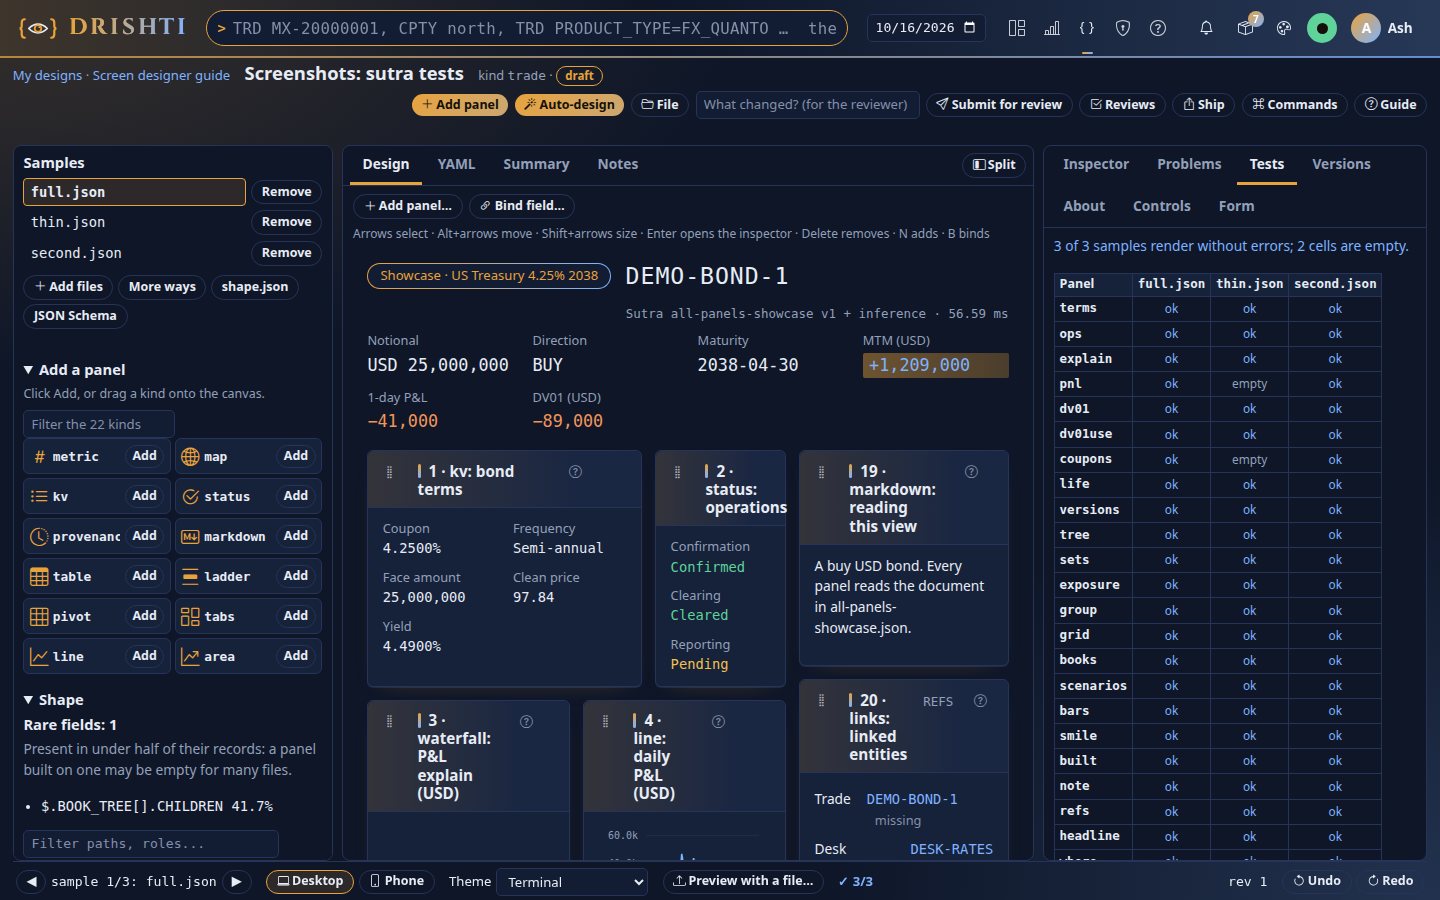 DRISHTI
> TRD MX-20000001, CPTY north, TRD PRODUCT_TYPE=FX_QUANTO … the
10/16/2026
7
A Ash
My designs · Screen designer guide
Screenshots: sutra tests
kind trade · draft
Add panel
Auto-design
File
What changed? (for the reviewer)
Submit for review
Reviews
Ship
Commands
Guide
Samples
full.json Remove
thin.json Remove
second.json Remove
Add files
More ways
shape.json
JSON Schema
Add a panel
Click Add, or drag a kind onto the canvas.
Filter the 22 kinds
metric Add map Add
kv Add status Add
provenanc Add markdown Add
table Add ladder Add
pivot Add tabs Add
line Add area Add
Shape
Rare fields: 1
Present in under half of their records: a panel
built on one may be empty for many files.
• $.BOOK_TREE[].CHILDREN 41.7%
Filter paths, roles...
Design YAML Summary Notes
Split
Add panel...
Bind field...
Arrows select · Alt+arrows move · Shift+arrows size · Enter opens the inspector · Delete removes · N adds · B binds
Showcase · US Treasury 4.25% 2038
DEMO-BOND-1
Sutra all-panels-showcase v1 + inference · 56.59 ms
Notional Direction Maturity MTM (USD)
USD 25,000,000 BUY 2038-04-30 +1,209,000
1-day P&L DV01 (USD)
−41,000 −89,000
1 · kv: bond
terms
Coupon Frequency
4.2500% Semi-annual
Face amount Clean price
25,000,000 97.84
Yield
4.4900%
2 ·
status:
operations
Confirmation
Confirmed
Clearing
Cleared
Reporting
Pending
19 ·
markdown:
reading
this view
A buy USD bond. Every
panel reads the document
in all-panels-
showcase.json.
3 ·
waterfall:
P&L
explain
(USD)
4 ·
line:
daily
P&L
(USD)
60.0k
20 ·
links:
linked
entities
REFS
Trade DEMO-BOND-1
missing
Desk DESK-RATES
Inspector Problems Tests Versions
About Controls Form
3 of 3 samples render without errors; 2 cells are empty.
Panel full.json thin.json second.json
terms ok ok ok
ops ok ok ok
explain ok ok ok
pnl ok empty ok
dv01 ok ok ok
dv01use ok ok ok
coupons ok empty ok
life ok ok ok
versions ok ok ok
tree ok ok ok
sets ok ok ok
exposure ok ok ok
group ok ok ok
grid ok ok ok
books ok ok ok
scenarios ok ok ok
bars ok ok ok
smile ok ok ok
built ok ok ok
note ok ok ok
refs ok ok ok
headline ok ok ok
sample 1/3: full.json
Desktop
Phone
Theme Terminal
Preview with a file...
✓ 3/3
rev 1
Undo
Redo